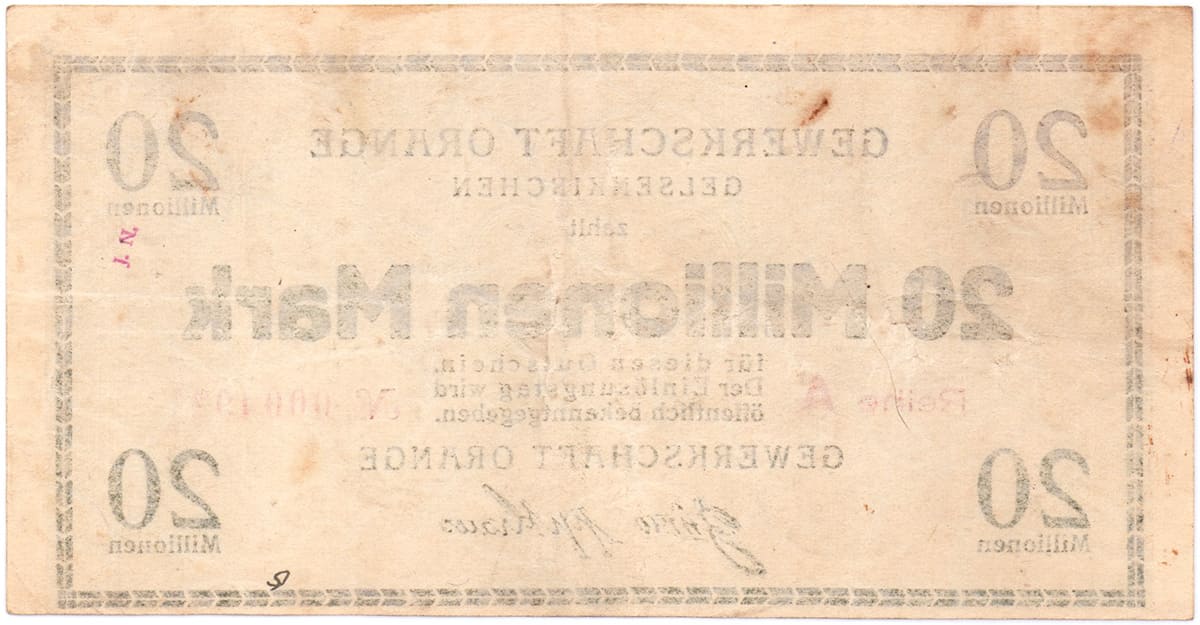 20 Millionen
GEWERKSCHAFT ORANGE
20 Millionen
GELSENKIRCHEN
zahlt
J. N.
20 Millionen Mark
für diesen Gutschein.
Der Einlösungstag wird
öffentlich bekanntgegeben.
Reihe A
№
GEWERKSCHAFT ORANGE
20 Millionen
20 Millionen